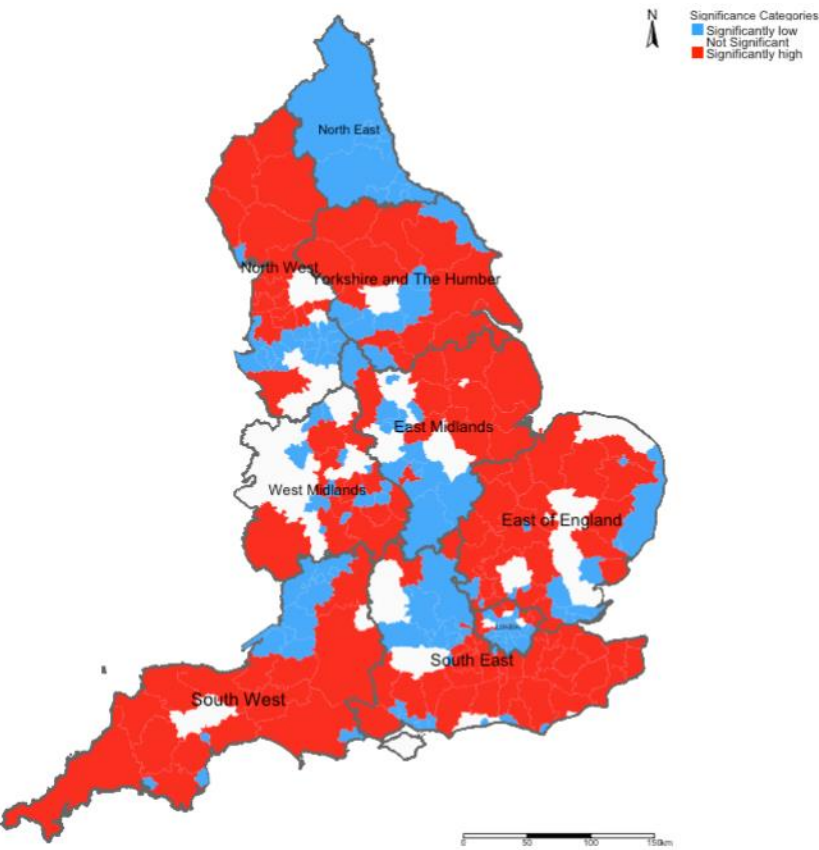 N
Significance Categories
Significantly low
Not Significant
Significantly high
North East
North West
Yorkshire and The Humber
East Midlands
West Midlands
East of England
London
South East
South West
0 50 100 150km